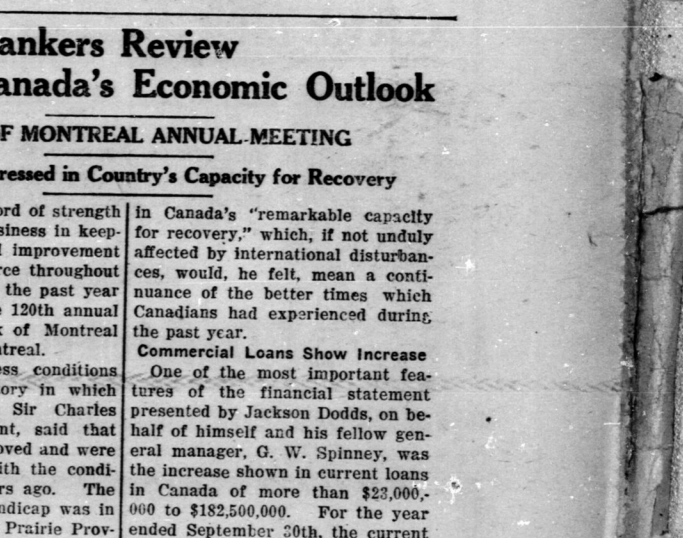 ankers Review
anada's Economic Outlook
F MONTREAL ANNUAL MEETING
ressed in Country's Capacity for Recovery
ord of strength
siness in keep-
improvement
rce throughout
the past year
120th annual
k of Montreal
treal.
ess conditions
ory in which
Sir Charles
nt, said that
oved and were
ith the condi-
rs ago. The
ndicap was in
Prairie Prov-
in Canada's "remarkable capacity
for recovery," which, if not unduly
affected by international disturban-
ces, would, he felt, mean a conti-
nuance of the better times which
Canadians had experienced during
the past year.
Commercial Loans Show Increase
One of the most important fea-
tures of the financial statement
presented by Jackson Dodds, on be-
half of himself and his fellow gen-
eral manager, G. W. Spinney, was
the increase shown in current loans
in Canada of more than $23,000,-
000 to $182,500,000. For the year
ended September 30th, the current